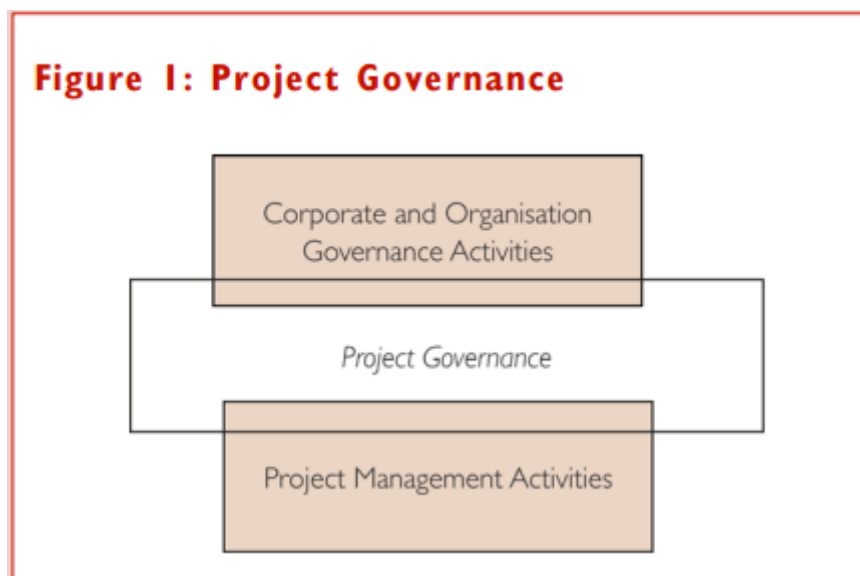 Figure 1: Project Governance
Corporate and Organisation
Governance Activities
Project Governance
Project Management Activities